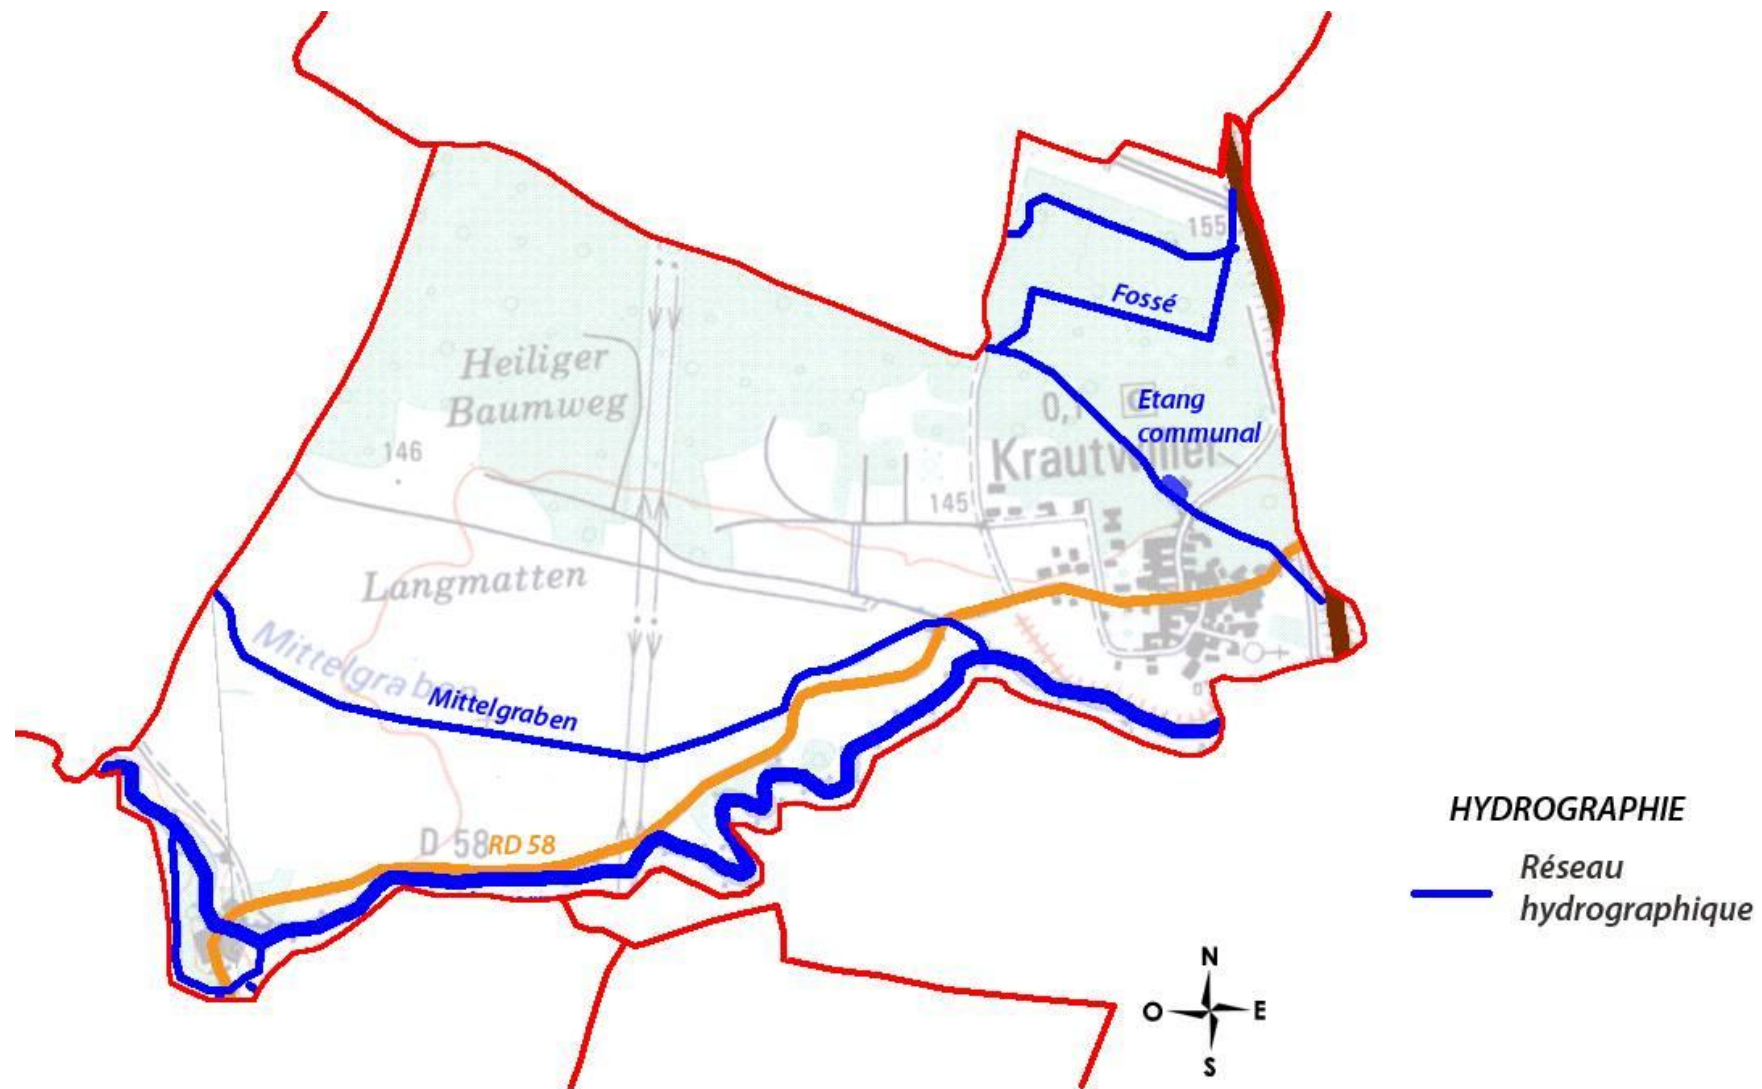 155
Fossé
Heiliger
Baumweg
0,1
Etang
communal
Krautwiller
146
145
Langmatten
Mittelgraben
Mittelgraben
D 58
RD 58
HYDROGRAPHIE
Réseau
hydrographique
N
O
E
S